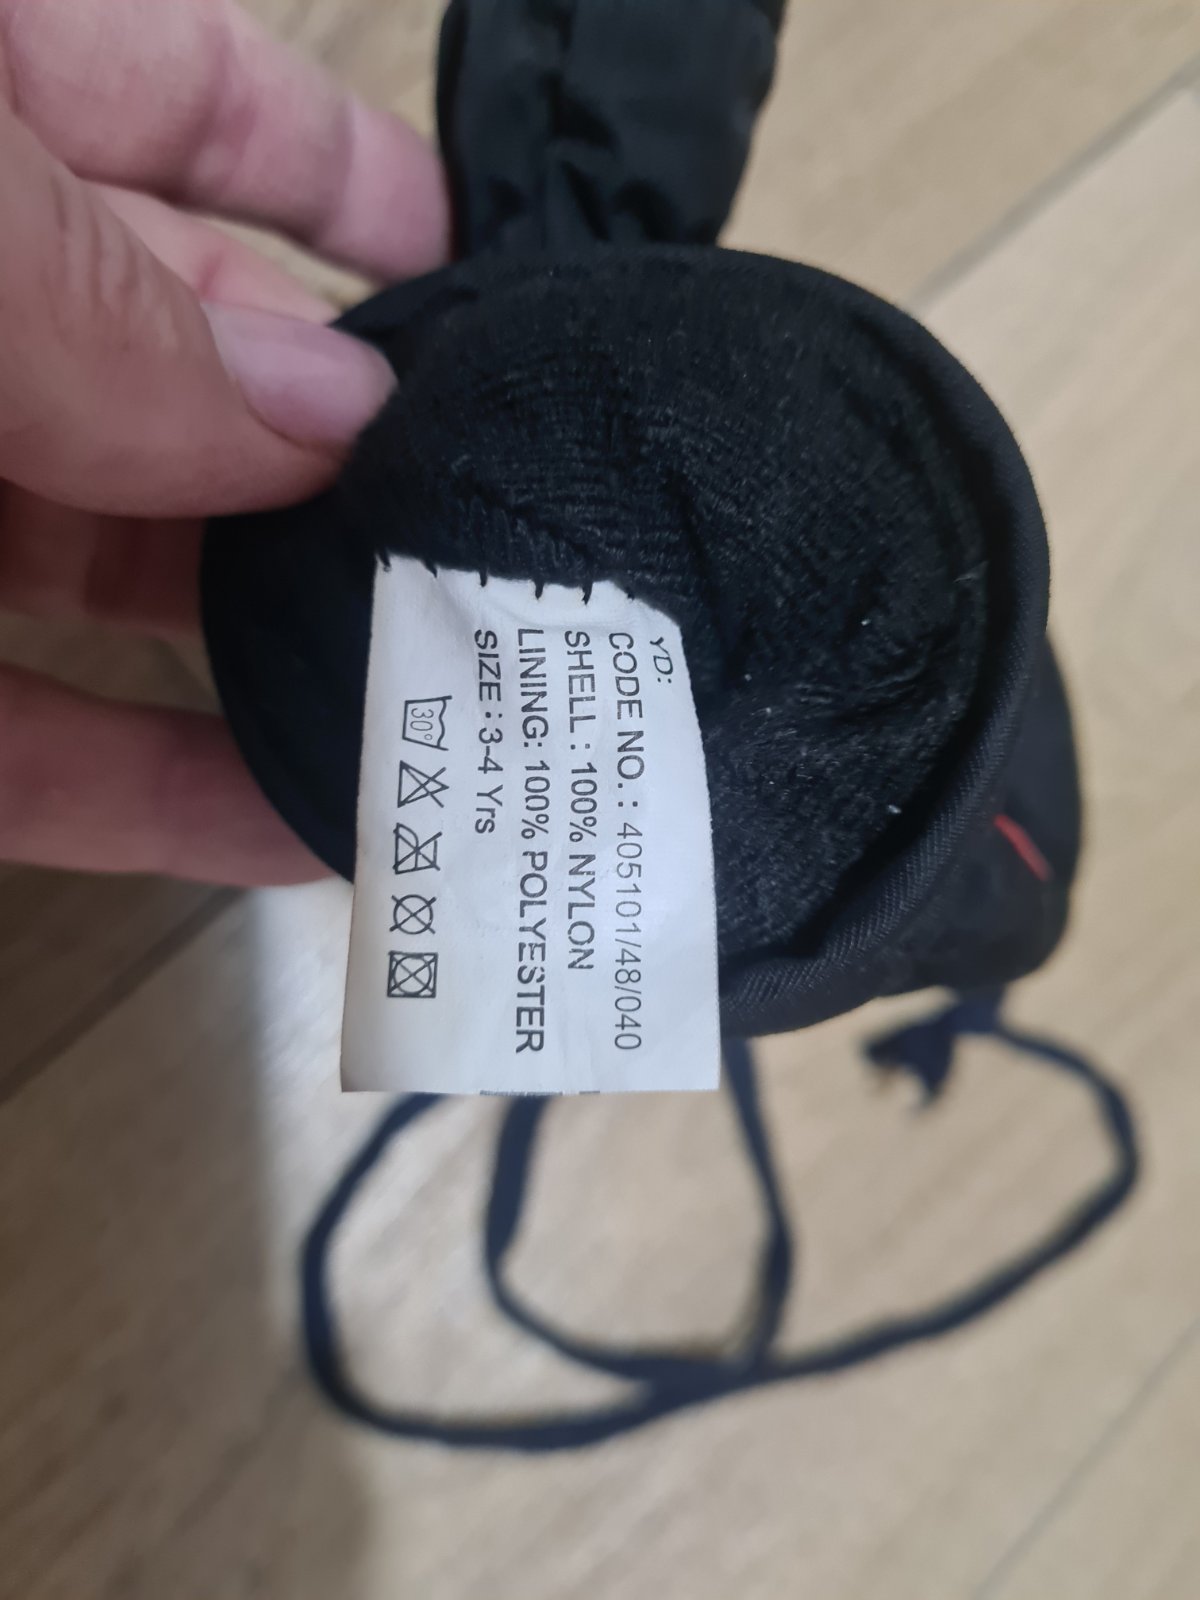 YD:
CODE NO. : 405101/48/040
SHELL : 100% NYLON
LINING: 100% POLYESTER
SIZE : 3-4 Yrs
30°